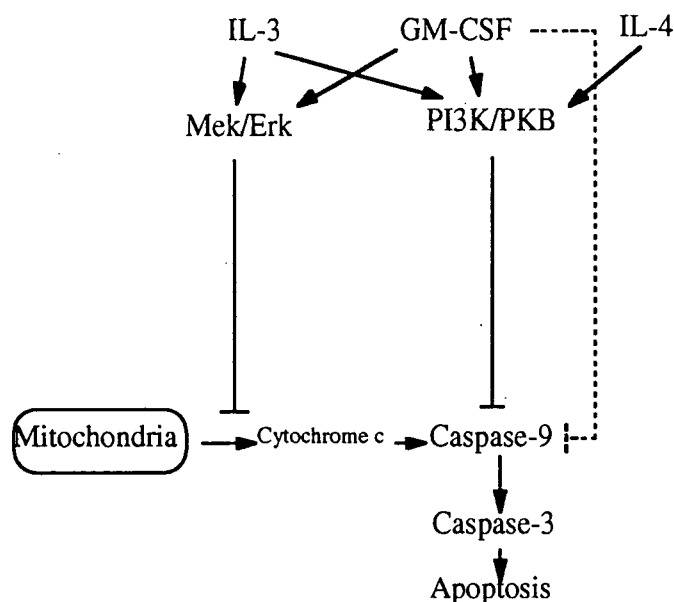 IL-3
GM-CSF
IL-4
Mek/Erk
PI3K/PKB
Mitochondria
Cytochrome c
Caspase-9
Caspase-3
Apoptosis